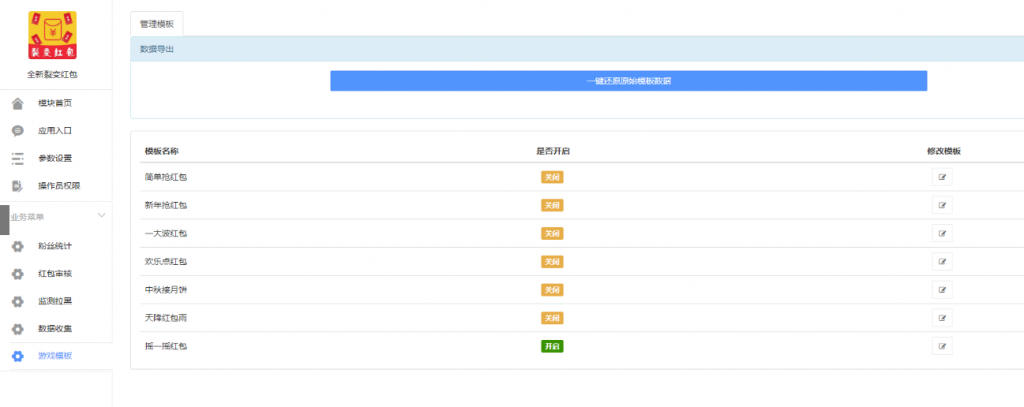 裂变红包
全新裂变红包
模块首页
应用入口
参数设置
操作员权限
业务菜单
粉丝统计
红包审核
监测拉黑
数据收集
游戏模板
管理模板
数据导出
一键还原原始模板数据
模板名称 是否开启 修改模板
简单抢红包 关闭
新年抢红包 关闭
一大波红包 关闭
欢乐点红包 关闭
中秋接月饼 关闭
天降红包雨 关闭
摇一摇红包 开启